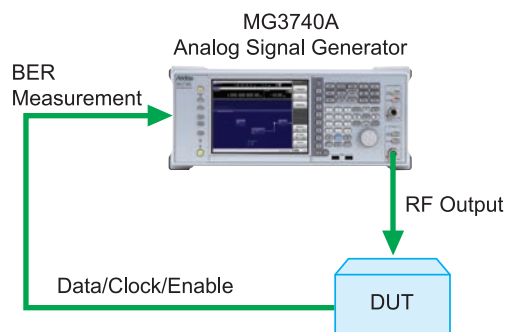 MG3740A
Analog Signal Generator
BER
Measurement
RF Output
Data/Clock/Enable
DUT